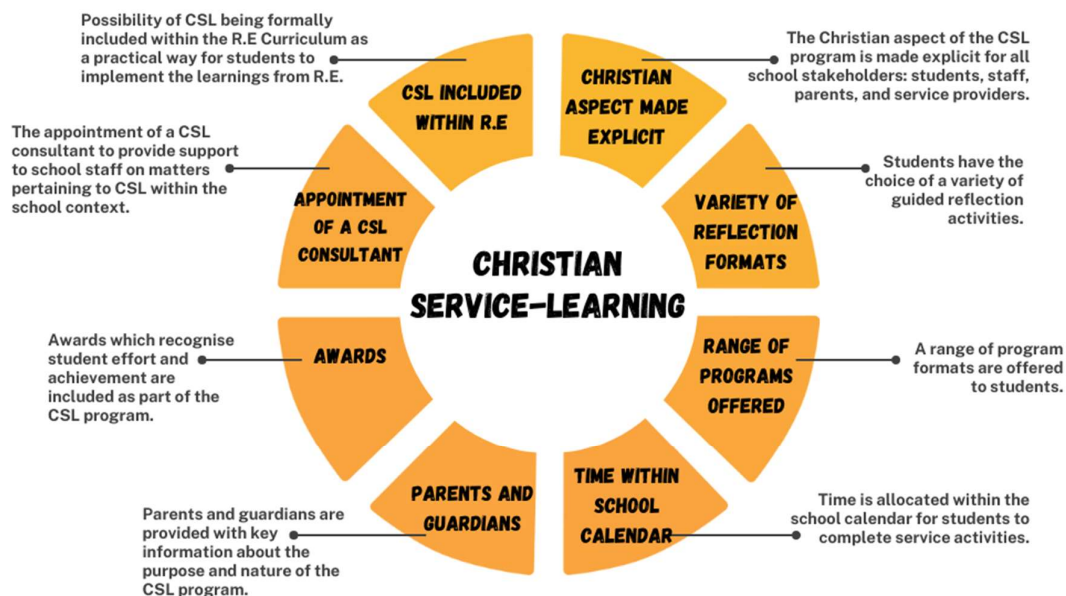 Possibility of CSL being formally
included within the R.E Curriculum as
a practical way for students to
implement the learnings from R.E.
CSL INCLUDED
WITHIN R.E
CHRISTIAN
ASPECT MADE
EXPLICIT
The Christian aspect of the CSL
program is made explicit for all
school stakeholders: students, staff,
parents, and service providers.
The appointment of a CSL
consultant to provide support
to school staff on matters
pertaining to CSL within the
school context.
APPOINTMENT
OF A CSL
CONSULTANT
VARIETY OF
REFLECTION
FORMATS
Students have the
choice of a variety of
guided reflection
activities.
CHRISTIAN
SERVICE-LEARNING
Awards which recognise
student effort and
achievement are
included as part of the
CSL program.
AWARDS
RANGE OF
PROGRAMS
OFFERED
A range of program
formats are offered
to students.
Parents and guardians are
provided with key
information about the
purpose and nature of the
CSL program.
PARENTS AND
GUARDIANS
TIME WITHIN
SCHOOL
CALENDAR
Time is allocated within the
school calendar for students to
complete service activities.